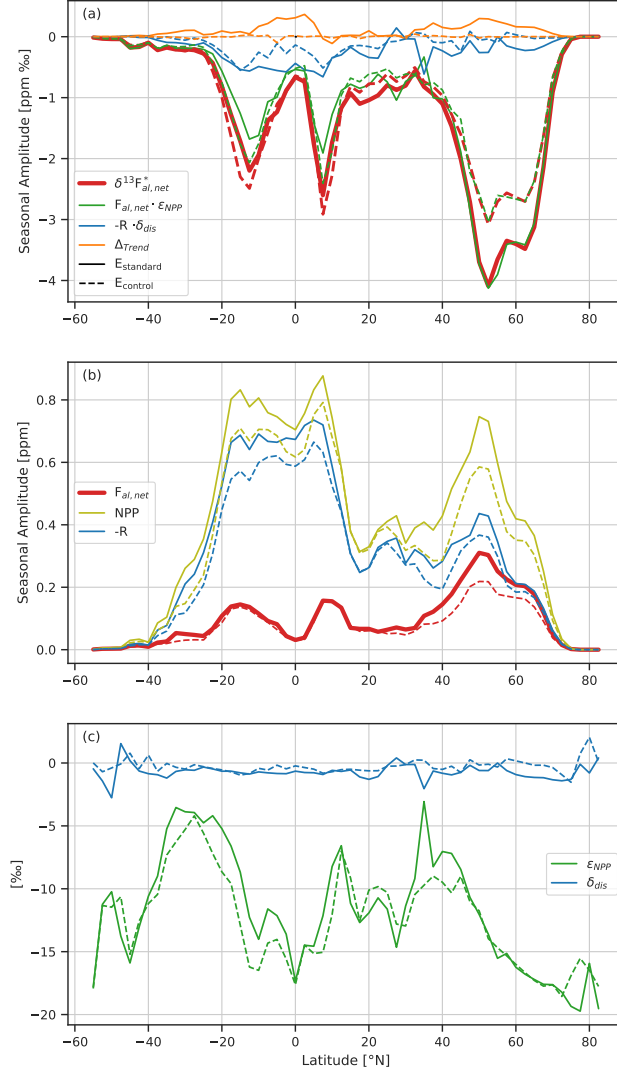 (a)
Seasonal Amplitude [ppm ‰]
0
−1
−2
−3
−4
δ¹³F*al,net
Fal,net · εNPP
-R · δdis
ΔTrend
Estandard
Econtrol
−60 −40 −20 0 20 40 60 80
(b)
Seasonal Amplitude [ppm]
0.8
0.6
0.4
0.2
0.0
Fal,net
NPP
-R
−60 −40 −20 0 20 40 60 80
(c)
[‰]
0
−5
−10
−15
−20
εNPP
δdis
−60 −40 −20 0 20 40 60 80
Latitude [°N]